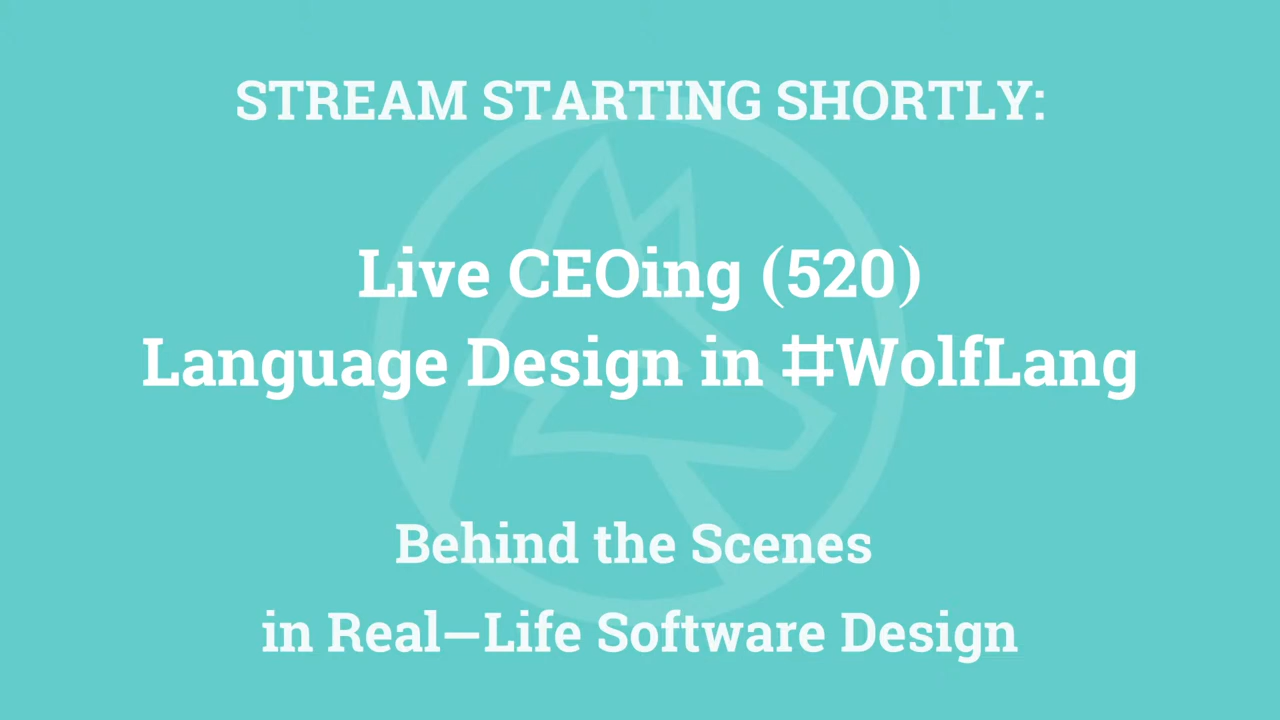 STREAM STARTING SHORTLY:
Live CEOing (520)
Language Design in #WolfLang
Behind the Scenes
in Real—Life Software Design